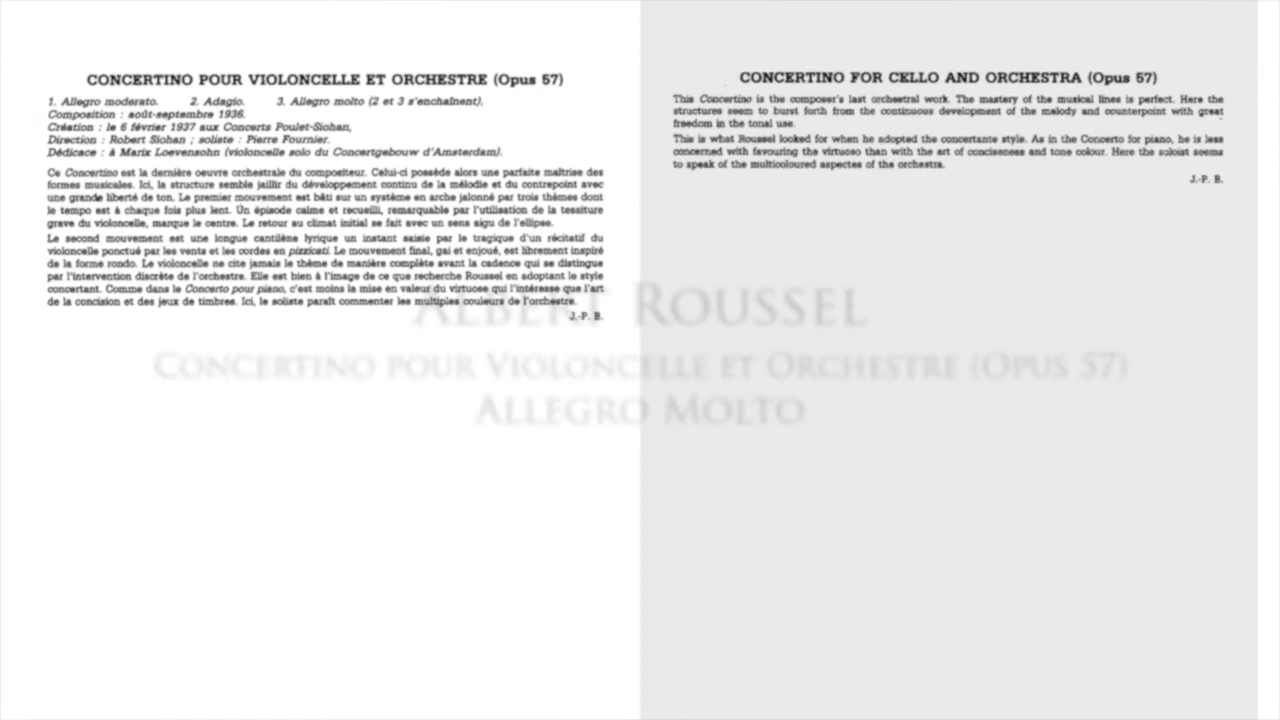 CONCERTINO POUR VIOLONCELLE ET ORCHESTRE (Opus 57)
1. Allegro moderato. 2. Adagio. 3. Allegro molto (2 et 3 s'enchaînent).
Composition : août-septembre 1936.
Création : le 6 février 1937 aux Concerts Poulet-Siohan,
Direction : Robert Siohan ; soliste : Pierre Fournier.
Dédicace : à Marix Loevensohn (violoncelle solo du Concertgebouw d'Amsterdam).
Ce Concertino est la dernière oeuvre orchestrale du compositeur. Celui-ci possède alors une parfaite maîtrise des
formes musicales. Ici, la structure semble jaillir du développement continu de la mélodie et du contrepoint avec
une grande liberté de ton. Le premier mouvement est bâti sur un système en arche jalonné par trois thèmes dont
le tempo est à chaque fois plus lent. Un épisode calme et recueilli, remarquable par l'utilisation de la tessiture
grave du violoncelle, marque le centre. Le retour au climat initial se fait avec un sens aigu de l'ellipse.
Le second mouvement est une longue cantilène lyrique un instant saisie par le tragique d'un récitatif du
violoncelle ponctué par les vents et les cordes en pizzicati. Le mouvement final, gai et enjoué, est librement inspiré
de la forme rondo. Le violoncelle ne cite jamais le thème de manière complète avant la cadence qui se distingue
par l'intervention discrète de l'orchestre. Elle est bien à l'image de ce que recherche Roussel en adoptant le style
concertant. Comme dans le Concerto pour piano, c'est moins la mise en valeur du virtuose qui l'intéresse que l'art
de la concision et des jeux de timbres. Ici, le soliste paraît commenter les multiples couleurs de l'orchestre.
J.-P. B.
CONCERTINO FOR CELLO AND ORCHESTRA (Opus 57)
This Concertino is the composer's last orchestral work. The mastery of the musical lines is perfect. Here the
structures seem to burst forth from the continuous development of the melody and counterpoint with great
freedom in the tonal use.
This is what Roussel looked for when he adopted the concertante style. As in the Concerto for piano, he is less
concerned with favouring the virtuoso than with the art of conciseness and tone colour. Here the soloist seems
to speak of the multicoloured aspectes of the orchestra.
J.-P. B.
Albert Roussel
Concertino pour Violoncelle et Orchestre (Opus 57)
Allegro Molto